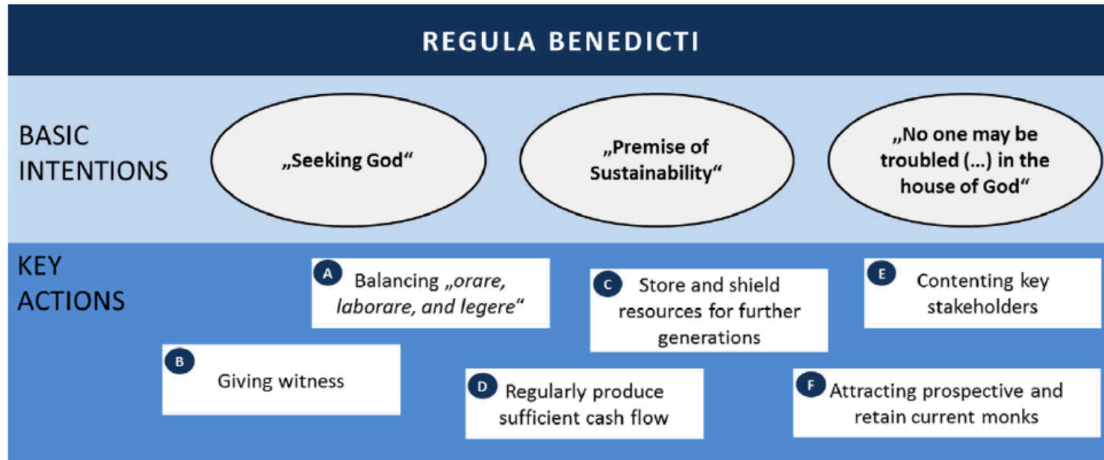 REGULA BENEDICTI
BASIC
INTENTIONS
„Seeking God“
„Premise of
Sustainability“
„No one may be
troubled (...) in the
house of God“
KEY
ACTIONS
A
Balancing „orare,
laborare, and legere“
B
Giving witness
C
Store and shield
resources for further
generations
D
Regularly produce
sufficient cash flow
E
Contenting key
stakeholders
F
Attracting prospective and
retain current monks